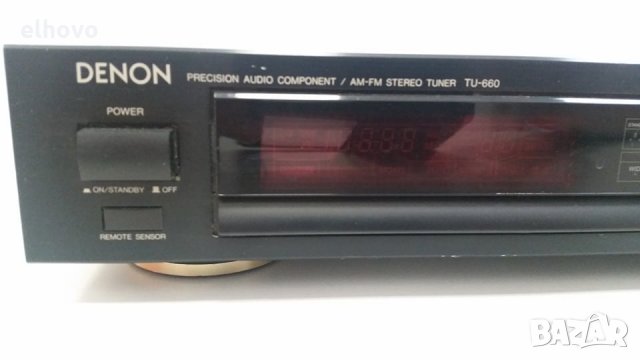 elhovo
DENON PRECISION AUDIO COMPONENT / AM-FM STEREO TUNER TU-660
POWER
ON/STANDBY OFF
REMOTE SENSOR
BAZAR